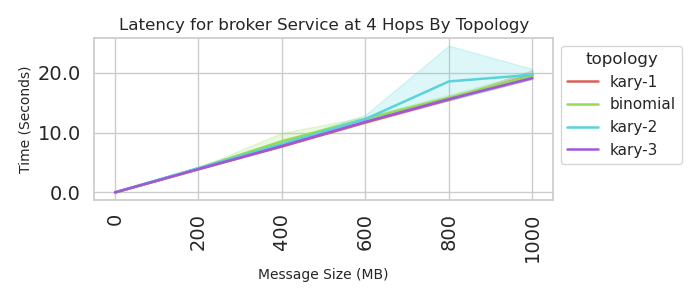 Latency for broker Service at 4 Hops By Topology
Time (Seconds)
20.0
10.0
0.0
0
200
400
600
800
1000
Message Size (MB)
topology
kary-1
binomial
kary-2
kary-3